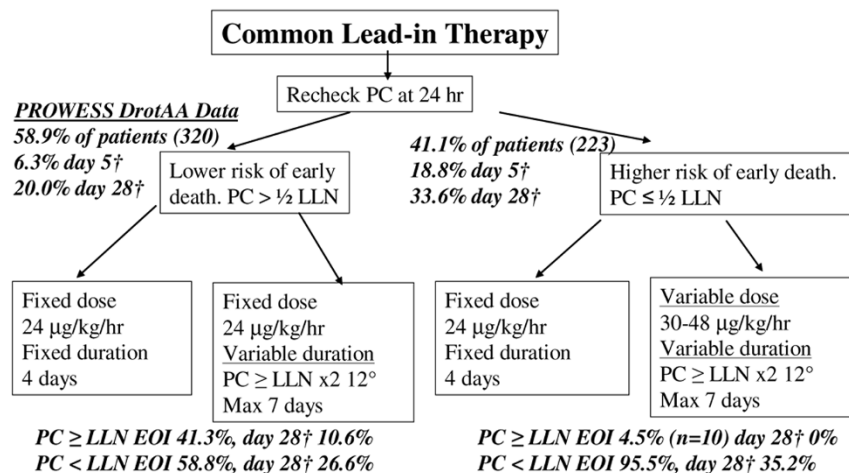 Common Lead-in Therapy
Recheck PC at 24 hr
PROWESS DrotAA Data
58.9% of patients (320)
6.3% day 5†
20.0% day 28†
Lower risk of early
death. PC > ½ LLN
41.1% of patients (223)
18.8% day 5†
33.6% day 28†
Higher risk of early death.
PC ≤ ½ LLN
Fixed dose
24 μg/kg/hr
Fixed duration
4 days
Fixed dose
24 μg/kg/hr
Variable duration
PC ≥ LLN x2 12°
Max 7 days
Fixed dose
24 μg/kg/hr
Fixed duration
4 days
Variable dose
30-48 μg/kg/hr
Variable duration
PC ≥ LLN x2 12°
Max 7 days
PC ≥ LLN EOI 41.3%, day 28† 10.6%
PC < LLN EOI 58.8%, day 28† 26.6%
PC ≥ LLN EOI 4.5% (n=10) day 28† 0%
PC < LLN EOI 95.5%, day 28† 35.2%